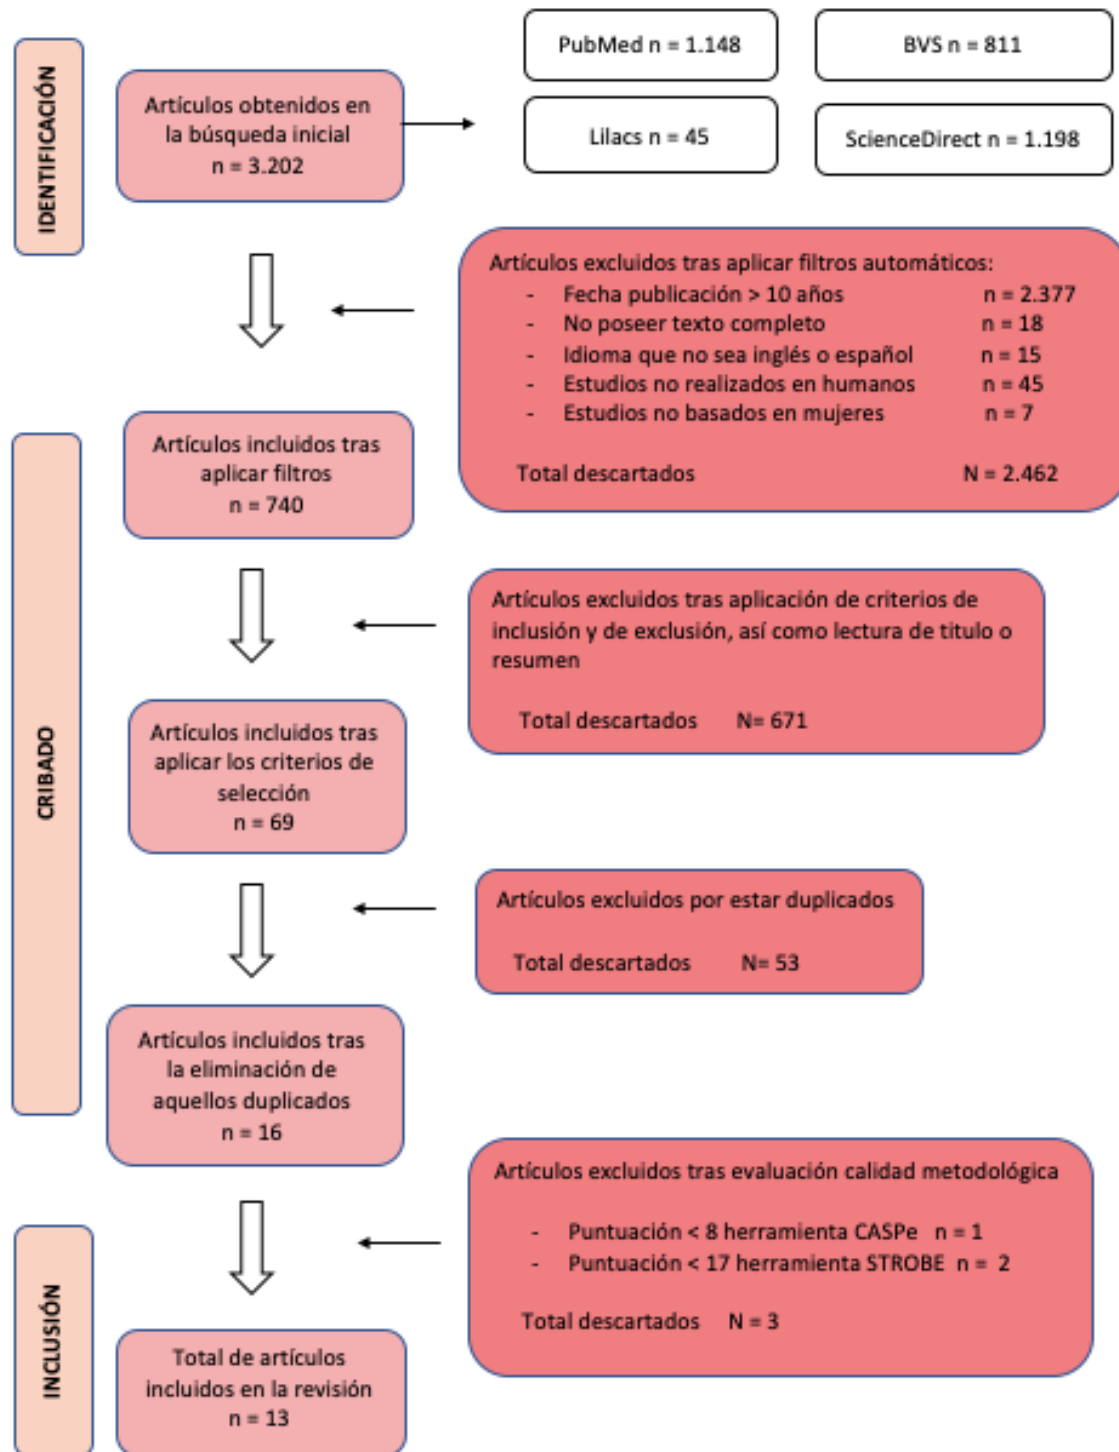 IDENTIFICACIÓN
Artículos obtenidos en
la búsqueda inicial
n = 3.202
PubMed n = 1.148
BVS n = 811
Lilacs n = 45
ScienceDirect n = 1.198
Artículos excluidos tras aplicar filtros automáticos:
- Fecha publicación > 10 años n = 2.377
- No poseer texto completo n = 18
- Idioma que no sea inglés o español n = 15
- Estudios no realizados en humanos n = 45
- Estudios no basados en mujeres n = 7
Total descartados N = 2.462
CRIBADO
Artículos incluidos tras
aplicar filtros
n = 740
Artículos excluidos tras aplicación de criterios de
inclusión y de exclusión, así como lectura de título o
resumen
Total descartados N= 671
Artículos incluidos tras
aplicar los criterios de
selección
n = 69
Artículos excluidos por estar duplicados
Total descartados N= 53
Artículos incluidos tras
la eliminación de
aquellos duplicados
n = 16
Artículos excluidos tras evaluación calidad metodológica
- Puntuación < 8 herramienta CASPe n = 1
- Puntuación < 17 herramienta STROBE n = 2
Total descartados N = 3
INCLUSIÓN
Total de artículos
incluidos en la revisión
n = 13